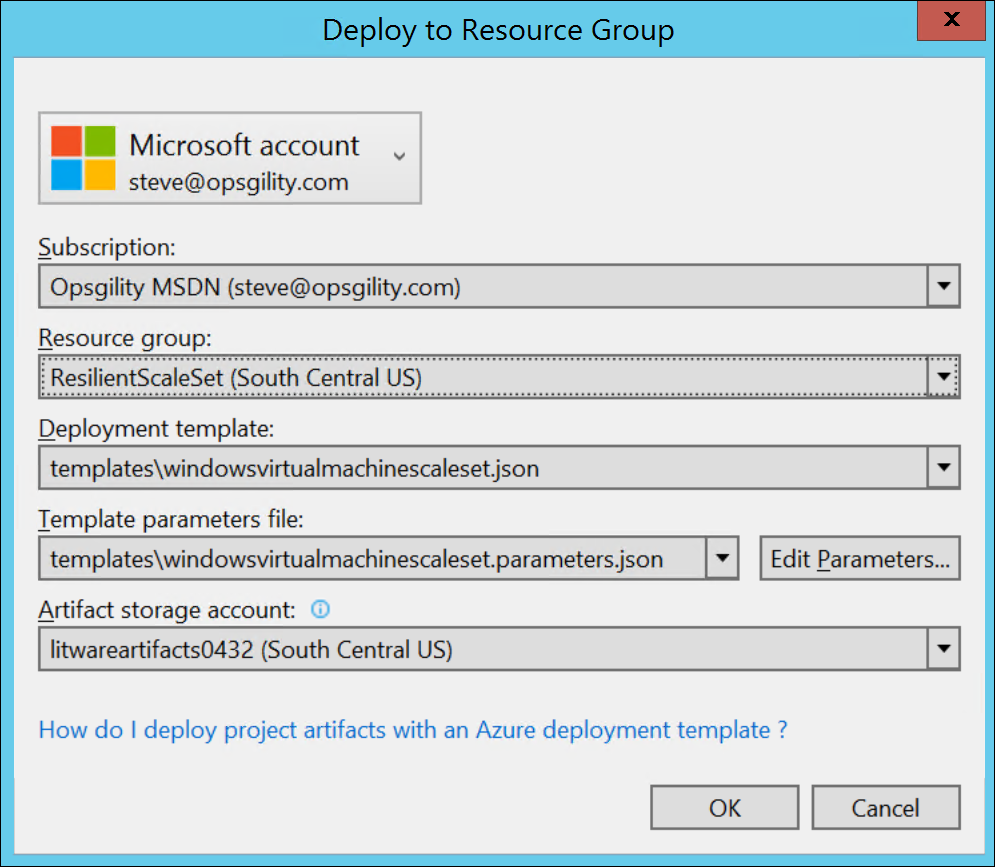 Deploy to Resource Group
x
Microsoft account
steve@opsgility.com
Subscription:
Opsgility MSDN (steve@opsgility.com)
Resource group:
ResilientScaleSet (South Central US)
Deployment template:
templates\windowsvirtualmachinescaleset.json
Template parameters file:
templates\windowsvirtualmachinescaleset.parameters.json
Edit Parameters...
Artifact storage account:
litwareartifacts0432 (South Central US)
How do I deploy project artifacts with an Azure deployment template ?
OK
Cancel